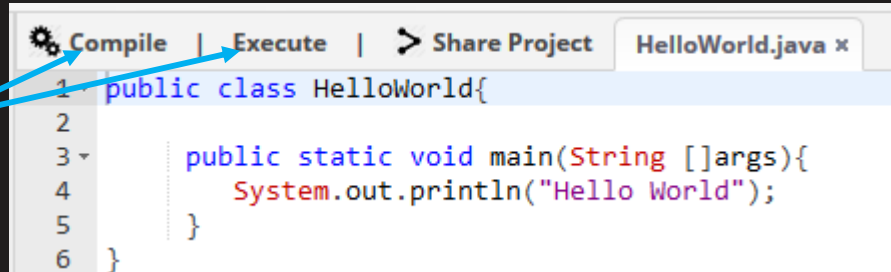 Compile | Execute | > Share Project HelloWorld.java ×
1 public class HelloWorld{
2
3 public static void main(String []args){
4 System.out.println("Hello World");
5 }
6 }